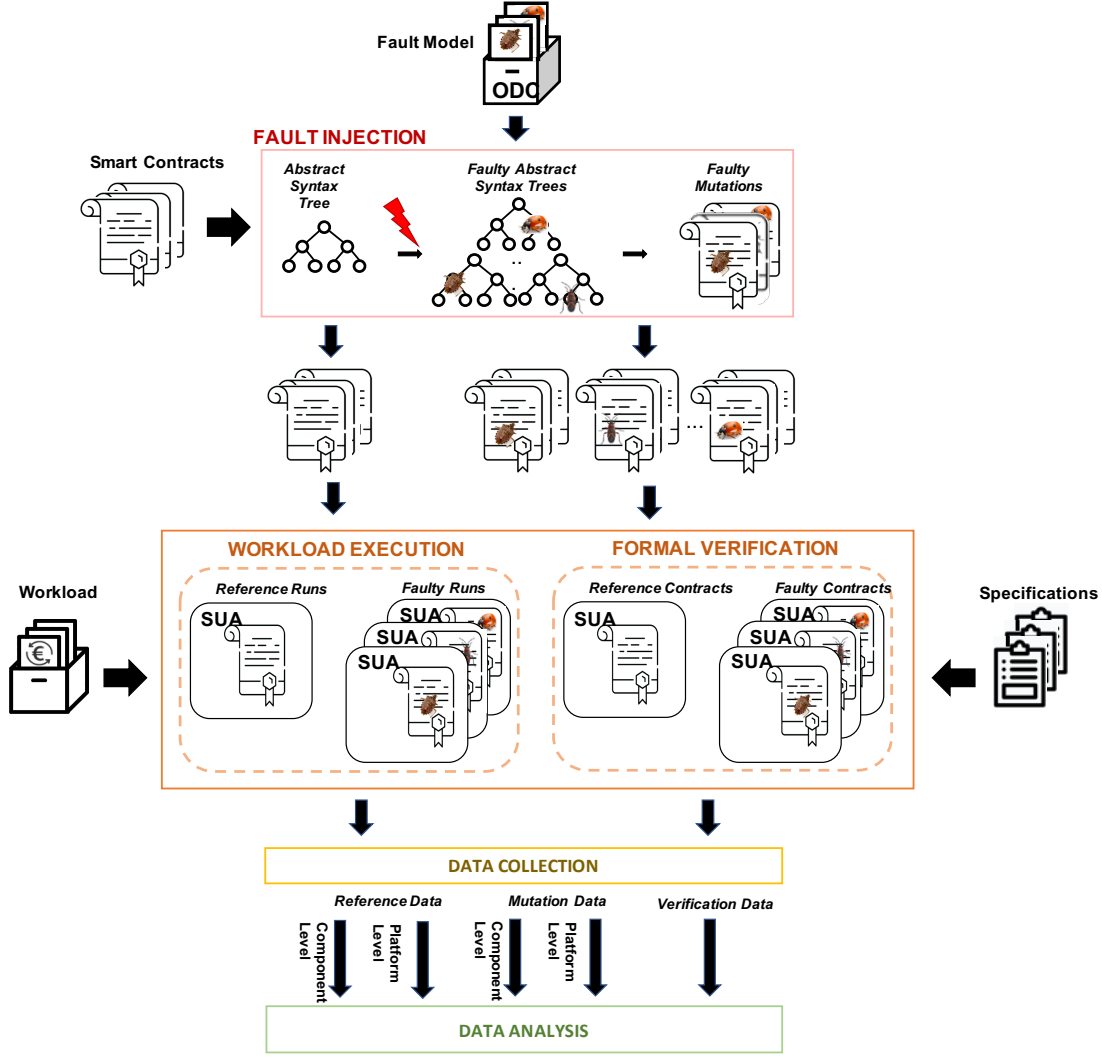 Fault Model
ODC
FAULT INJECTION
Smart Contracts
Abstract
Syntax
Tree
Faulty Abstract
Syntax Trees
Faulty
Mutations
..
..
...
WORKLOAD EXECUTION
FORMAL VERIFICATION
Workload
Specifications
Reference Runs
Faulty Runs
Reference Contracts
Faulty Contracts
SUA
SUA
SUA
SUA
SUA
SUA
SUA
SUA
€
DATA COLLECTION
Reference Data
Mutation Data
Verification Data
Component
Level
Platform
Level
Component
Level
Platform
Level
DATA ANALYSIS